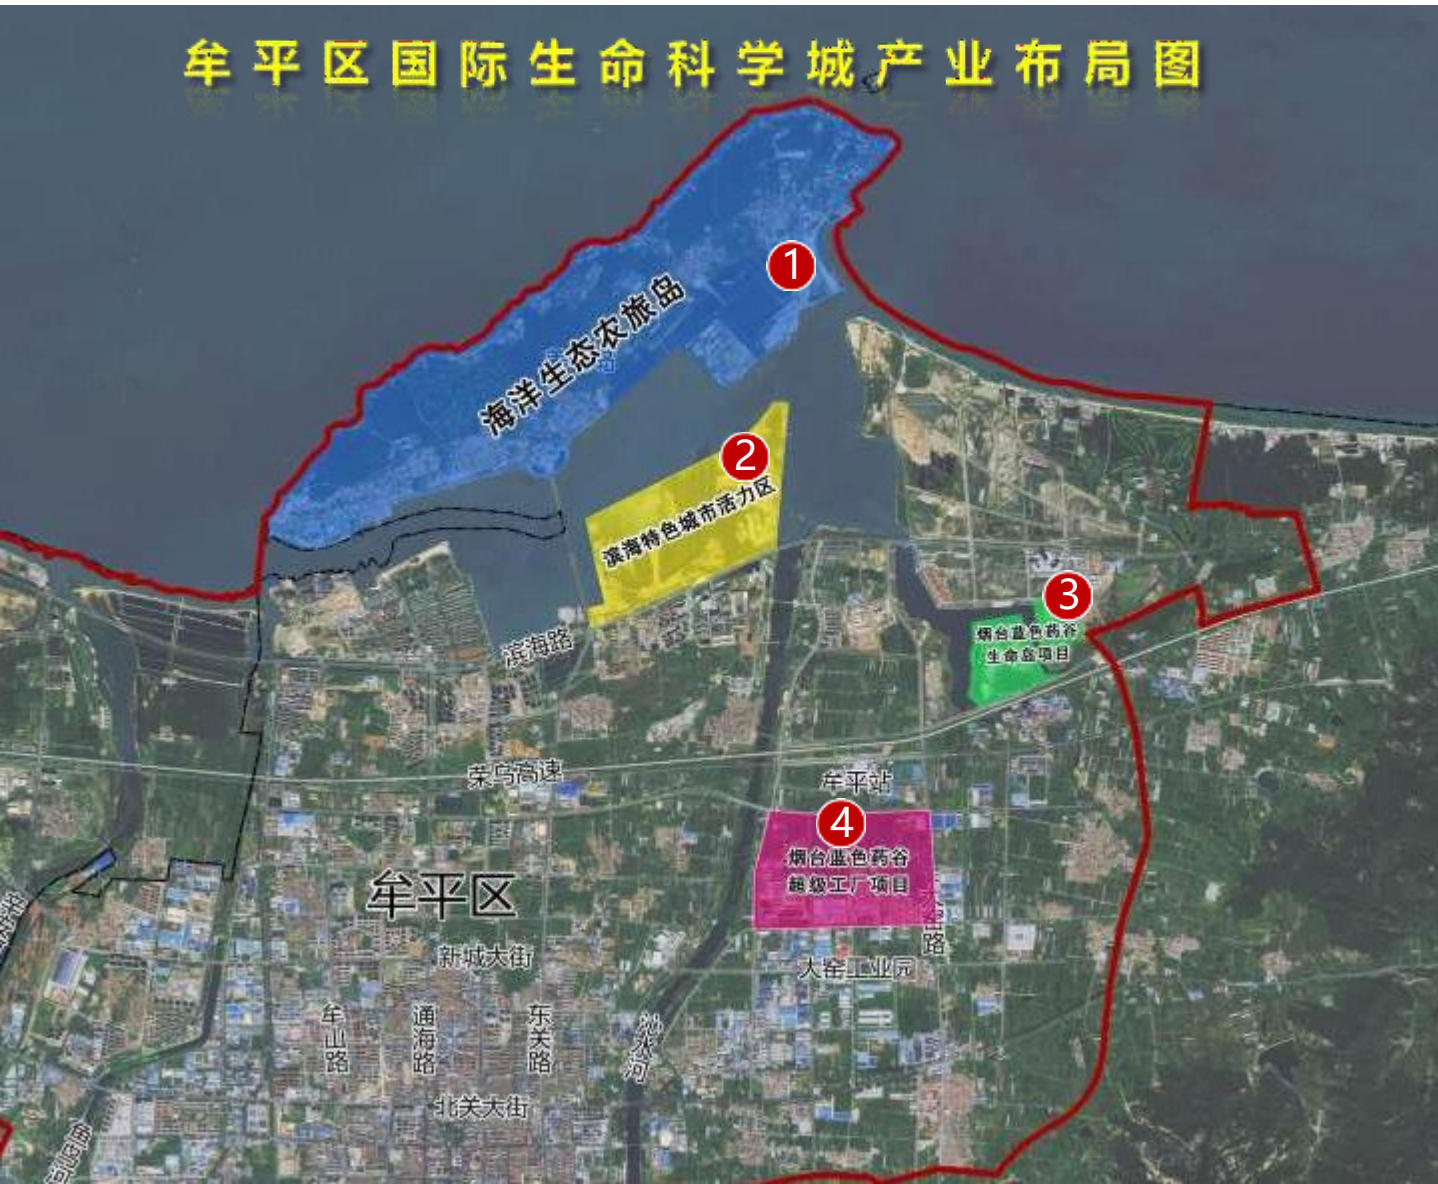 牟平区国际生命科学城产业布局图
1
海洋生态农旅岛
2
滨海特色城市活力区
3
烟台蓝色药谷
生命岛项目
滨海路
荣乌高速
牟平站
4
烟台蓝色药谷
超级工厂项目
牟平区
新城大街
大窑工业园
路
牟山路
通海路
东关路
沁水河
北关大街